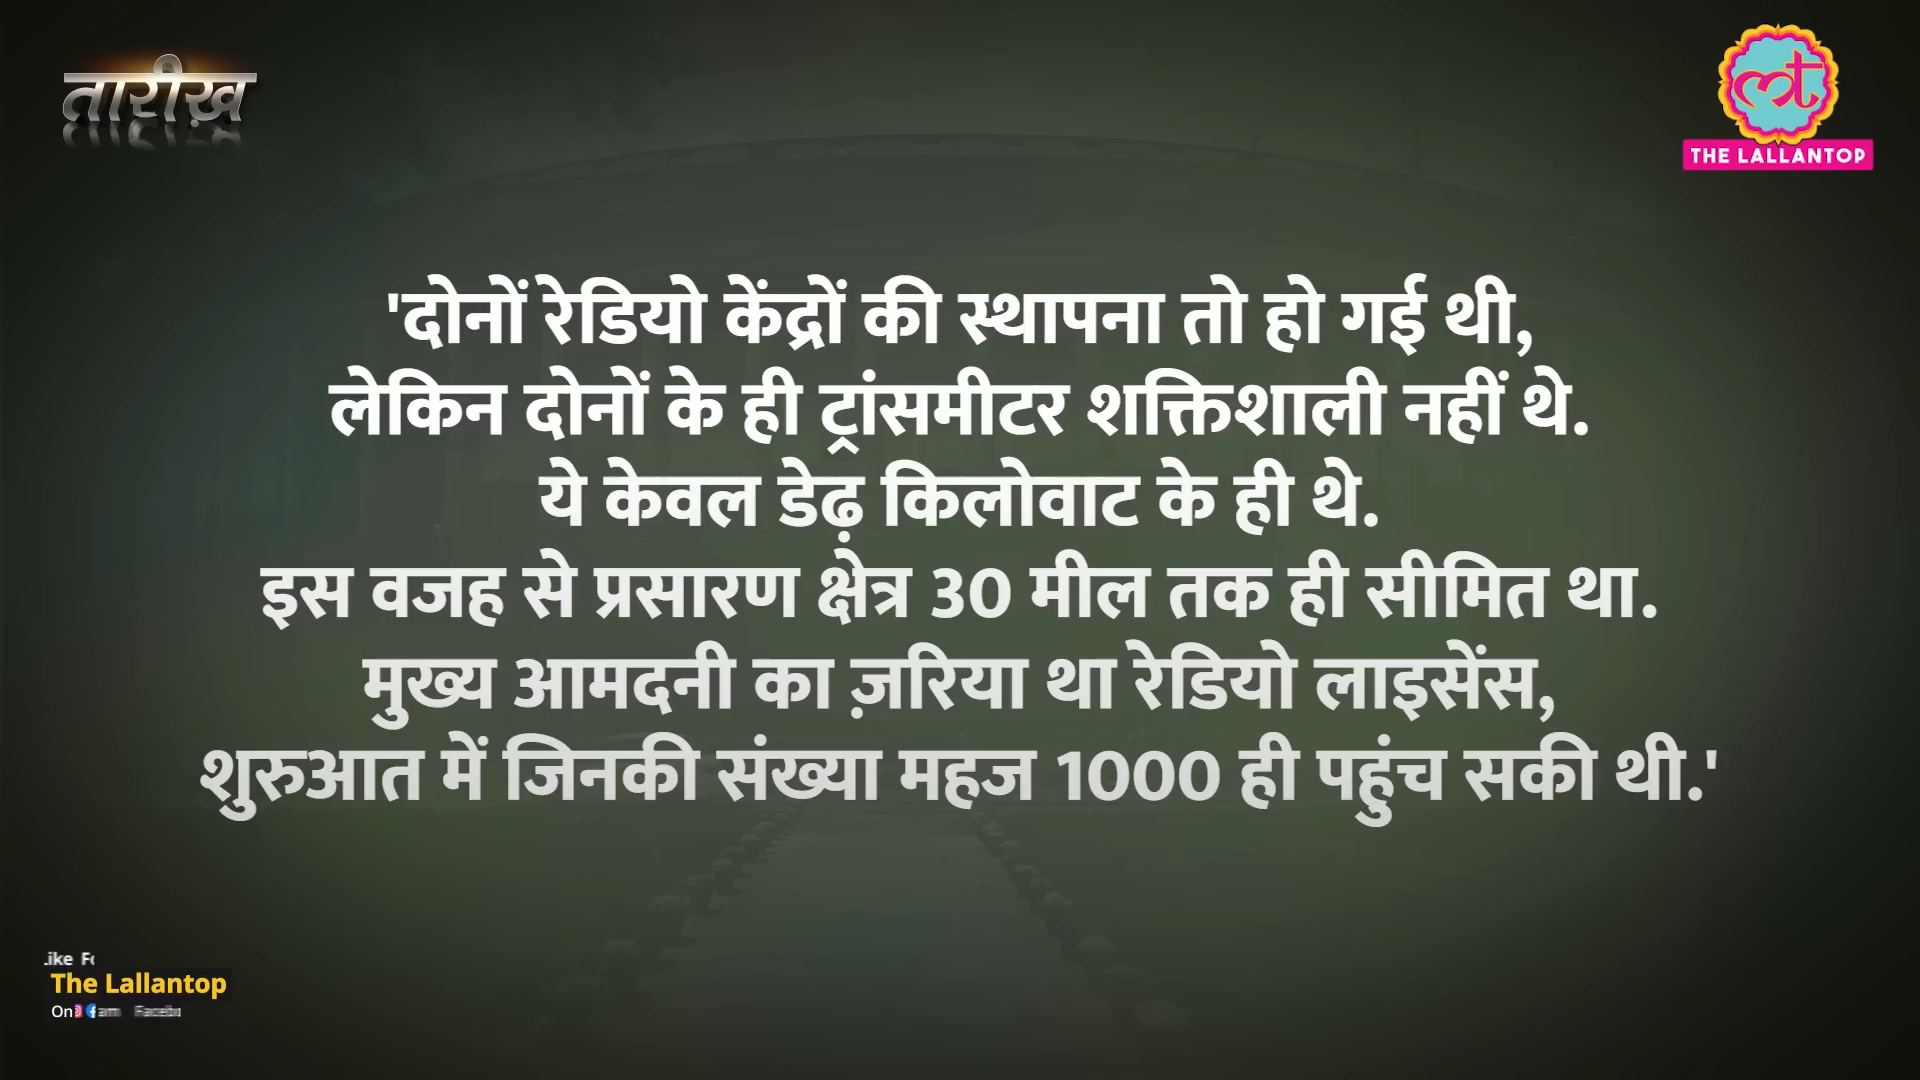 तारीख़
THE LALLANTOP
'दोनों रेडियो केंद्रों की स्थापना तो हो गई थी,
लेकिन दोनों के ही ट्रांसमीटर शक्तिशाली नहीं थे.
ये केवल डेढ़ किलोवाट के ही थे.
इस वजह से प्रसारण क्षेत्र 30 मील तक ही सीमित था.
मुख्य आमदनी का ज़रिया था रेडियो लाइसेंस,
शुरुआत में जिनकी संख्या महज 1000 ही पहुंच सकी थी.'
The Lallantop
On